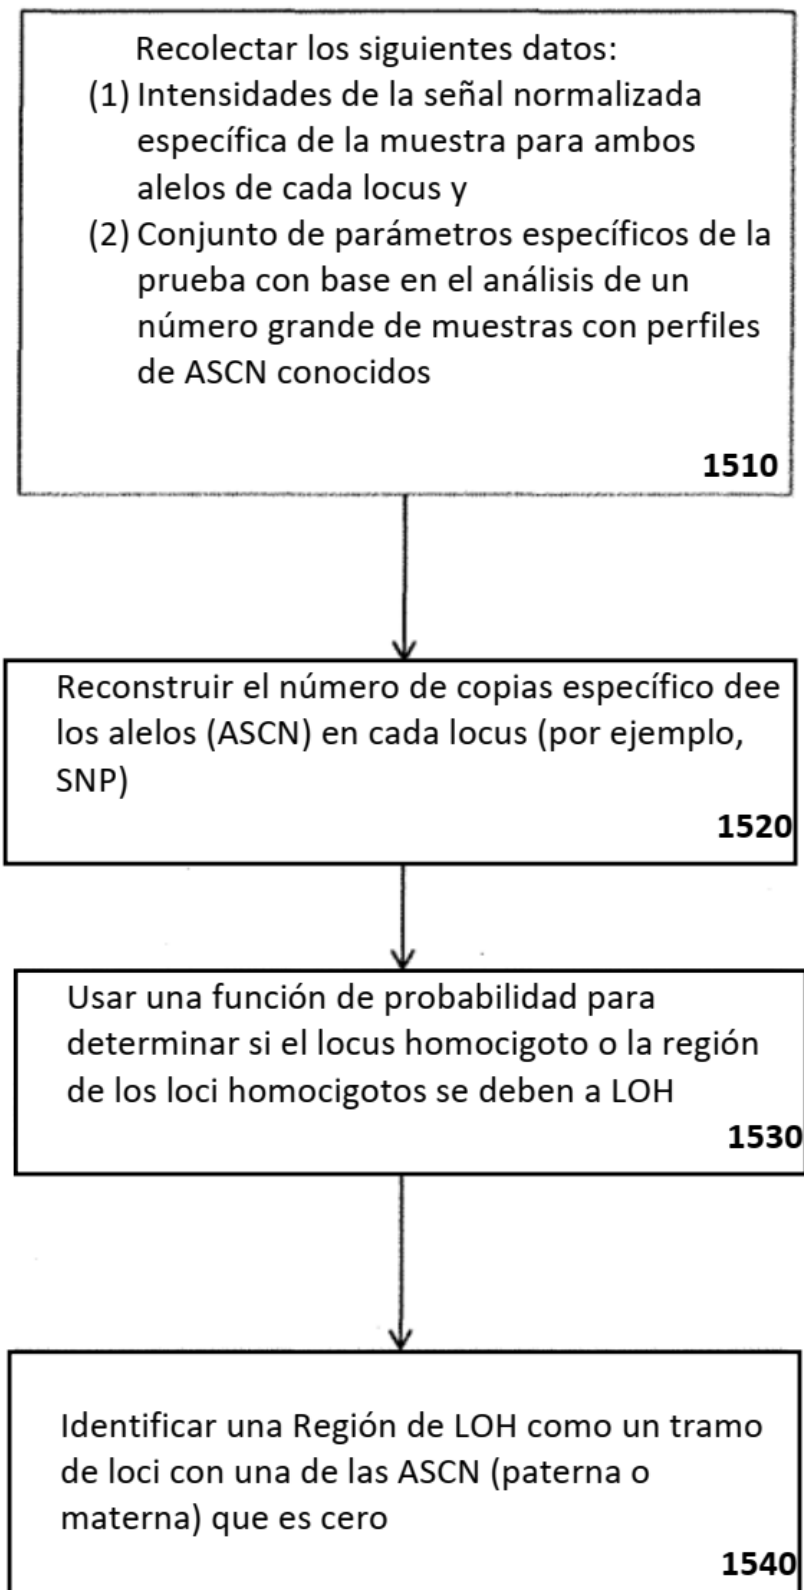 Recolectar los siguientes datos:
(1) Intensidades de la señal normalizada
específica de la muestra para ambos
alelos de cada locus y
(2) Conjunto de parámetros específicos de la
prueba con base en el análisis de un
número grande de muestras con perfiles
de ASCN conocidos
1510
Reconstruir el número de copias específico dee
los alelos (ASCN) en cada locus (por ejemplo,
SNP)
1520
Usar una función de probabilidad para
determinar si el locus homocigoto o la región
de los loci homocigotos se deben a LOH
1530
Identificar una Región de LOH como un tramo
de loci con una de las ASCN (paterna o
materna) que es cero
1540